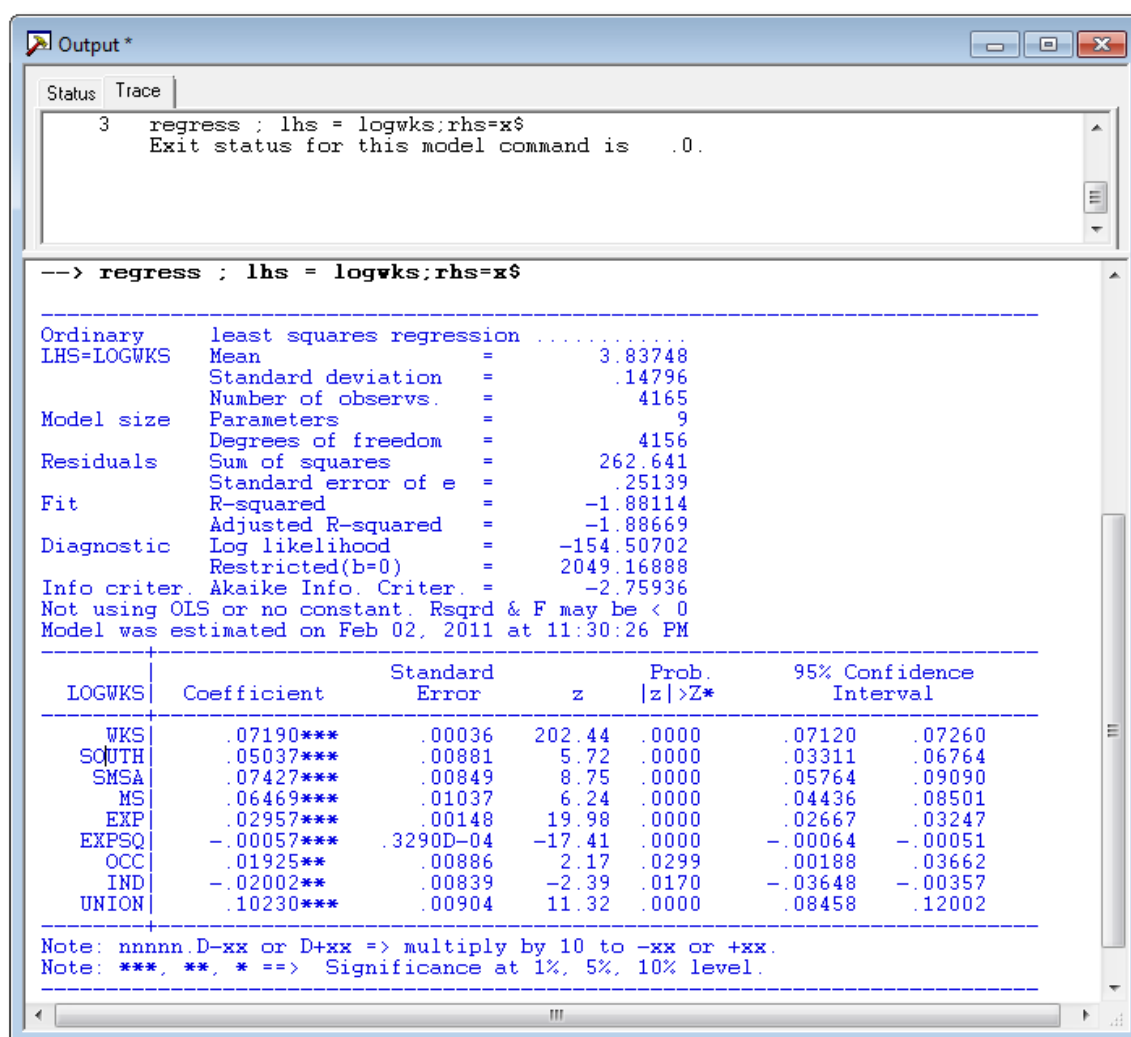 Output *
Status Trace
3 regress ; lhs = logwks;rhs=x$
Exit status for this model command is .0.
--> regress ; lhs = logwks;rhs=x$
Ordinary least squares regression ............
LHS=LOGWKS Mean = 3.83748
Standard deviation = .14796
Number of observs. = 4165
Model size Parameters = 9
Degrees of freedom = 4156
Residuals Sum of squares = 262.641
Standard error of e = .25139
Fit R-squared = -1.88114
Adjusted R-squared = -1.88669
Diagnostic Log likelihood = -154.50702
Restricted(b=0) = 2049.16888
Info criter. Akaike Info. Criter. = -2.75936
Not using OLS or no constant. Rsqrd & F may be < 0
Model was estimated on Feb 02, 2011 at 11:30:26 PM
Standard Prob. 95% Confidence
LOGWKS| Coefficient Error z |z|>Z* Interval
WKS| .07190*** .00036 202.44 .0000 .07120 .07260
SOUTH| .05037*** .00881 5.72 .0000 .03311 .06764
SMSA| .07427*** .00849 8.75 .0000 .05764 .09090
MS| .06469*** .01037 6.24 .0000 .04436 .08501
EXP| .02957*** .00148 19.98 .0000 .02667 .03247
EXPSQ| -.00057*** .3290D-04 -17.41 .0000 -.00064 -.00051
OCC| .01925** .00886 2.17 .0299 .00188 .03662
IND| -.02002** .00839 -2.39 .0170 -.03648 -.00357
UNION| .10230*** .00904 11.32 .0000 .08458 .12002
Note: nnnnn.D-xx or D+xx => multiply by 10 to -xx or +xx.
Note: ***, **, * ==> Significance at 1%, 5%, 10% level.